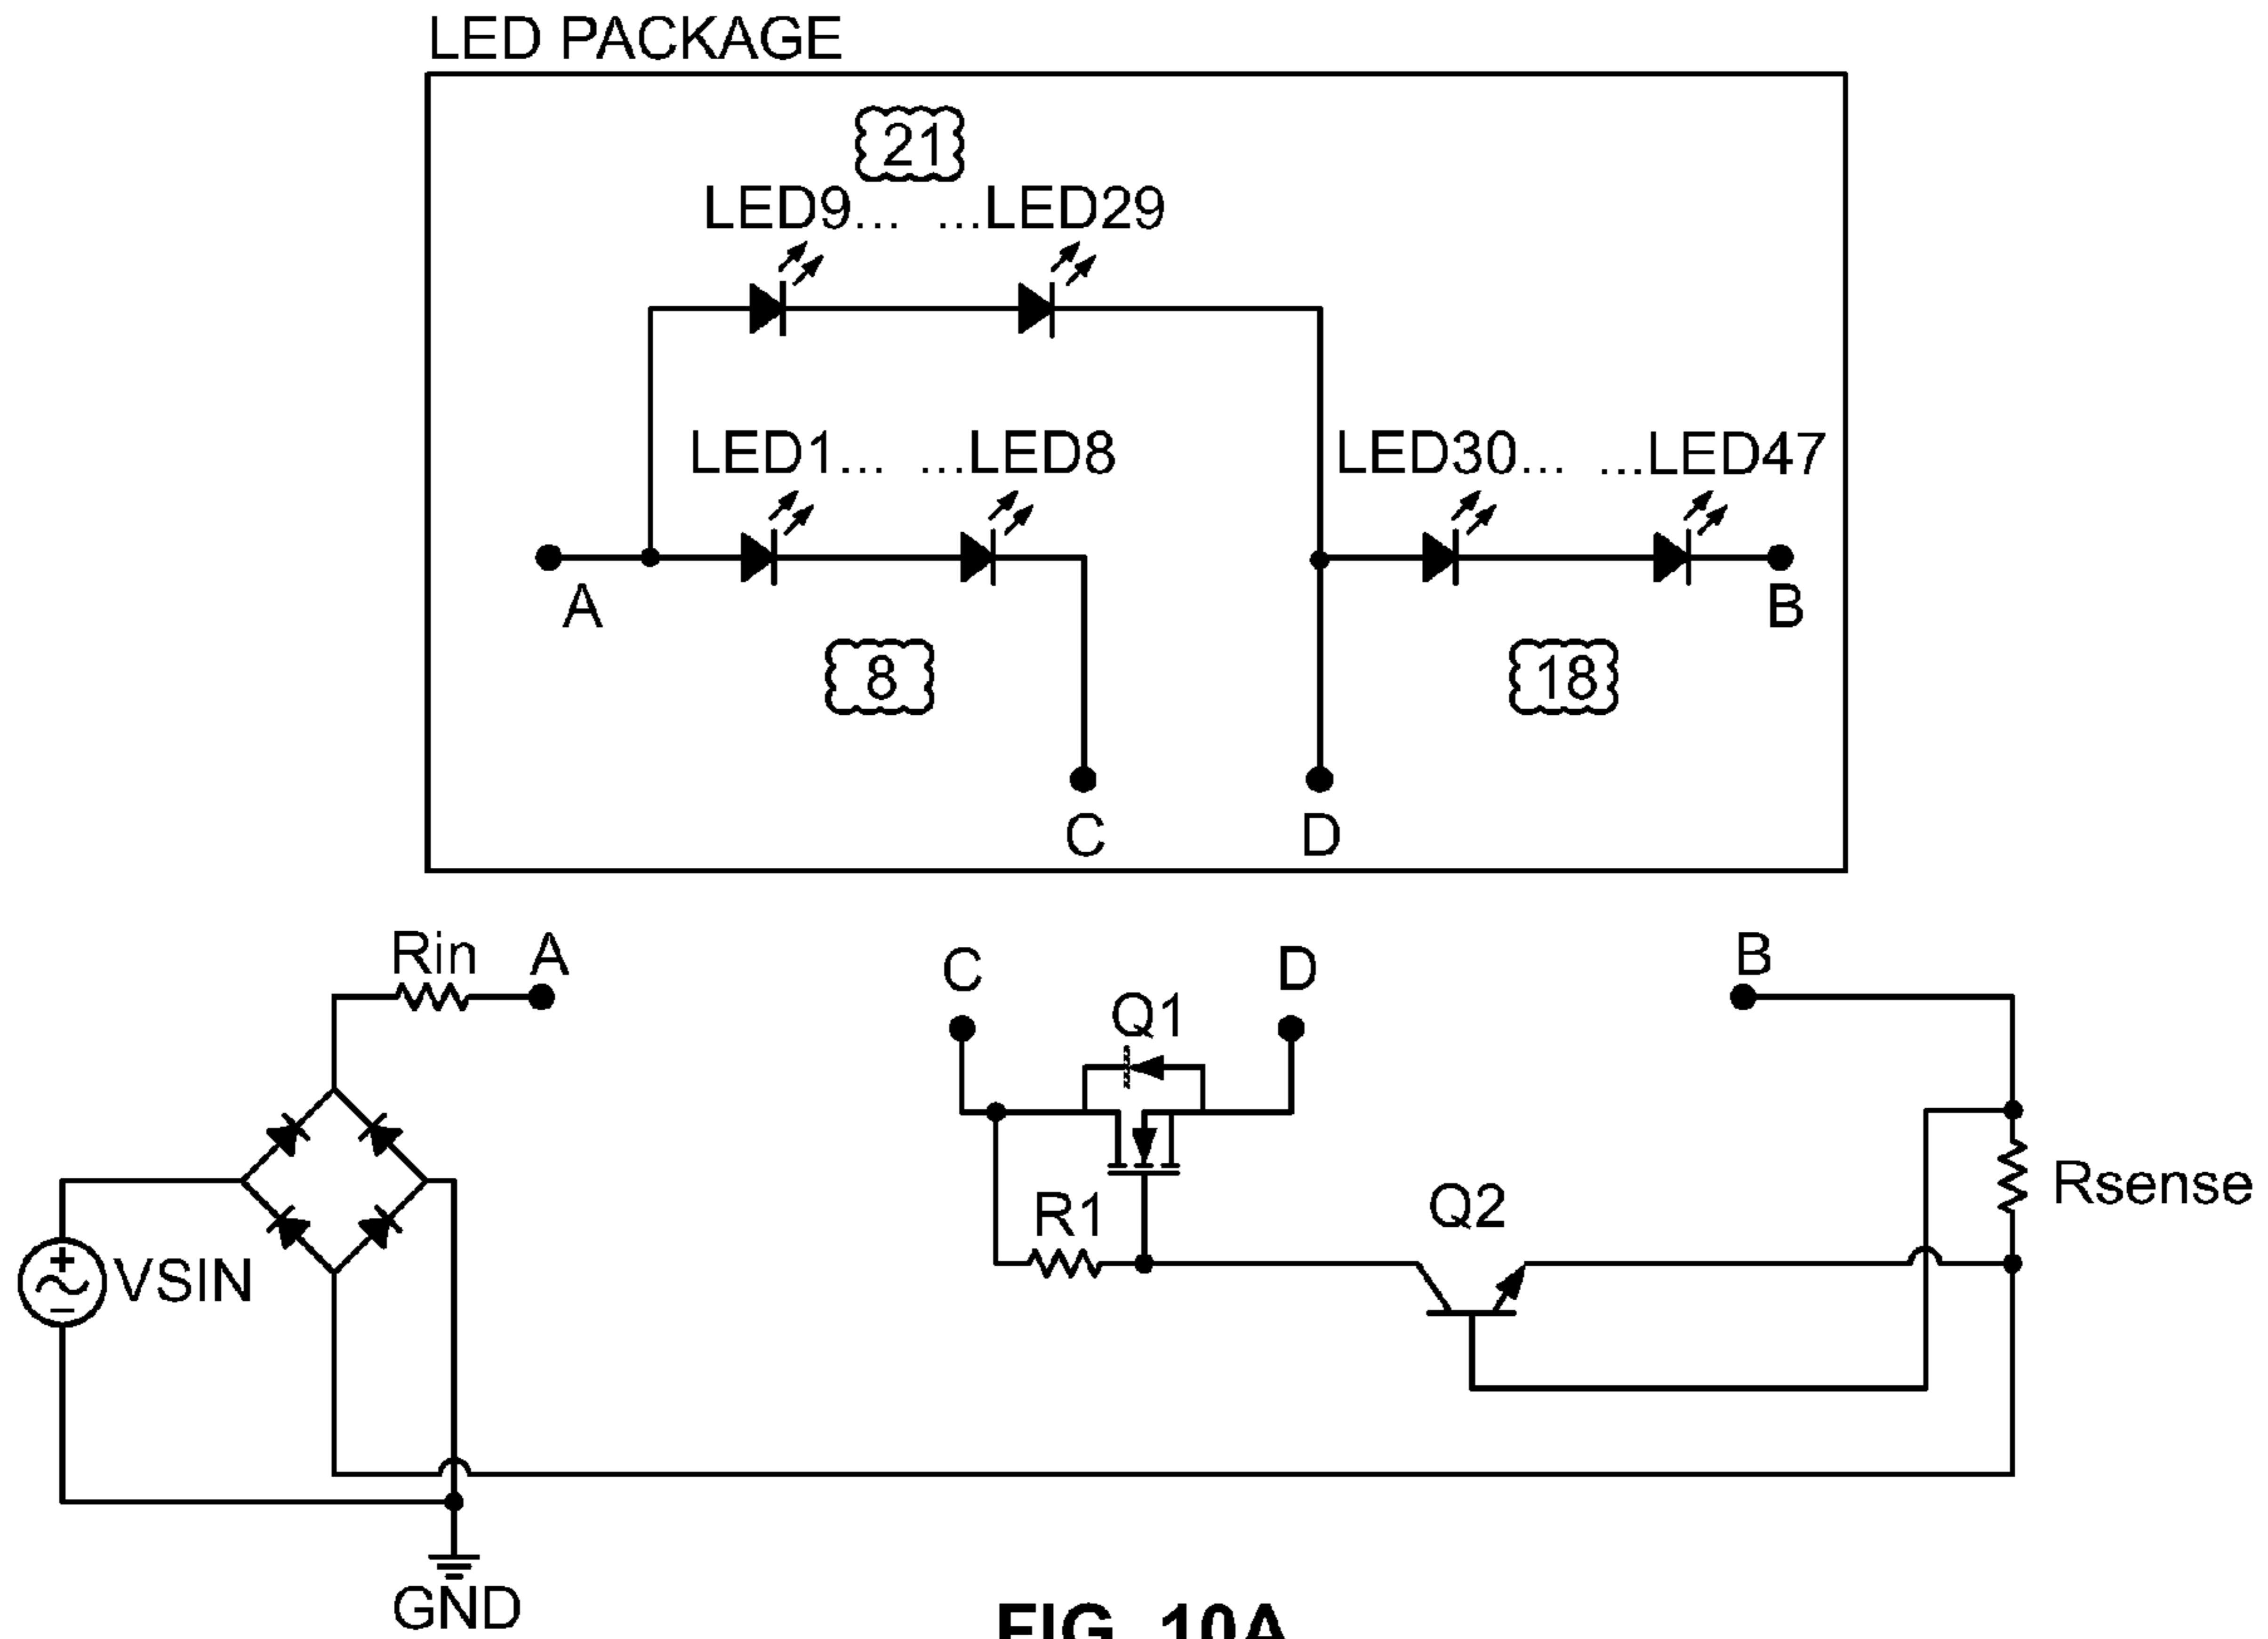 LED PACKAGE
21
LED9... ...LED29
LED1... ...LED8
LED30... ...LED47
A
B
8
18
C
D
Rin
A
C
D
B
Q1
R1
Q2
Rsense
+
−
VSIN
GND
FIG. 10A